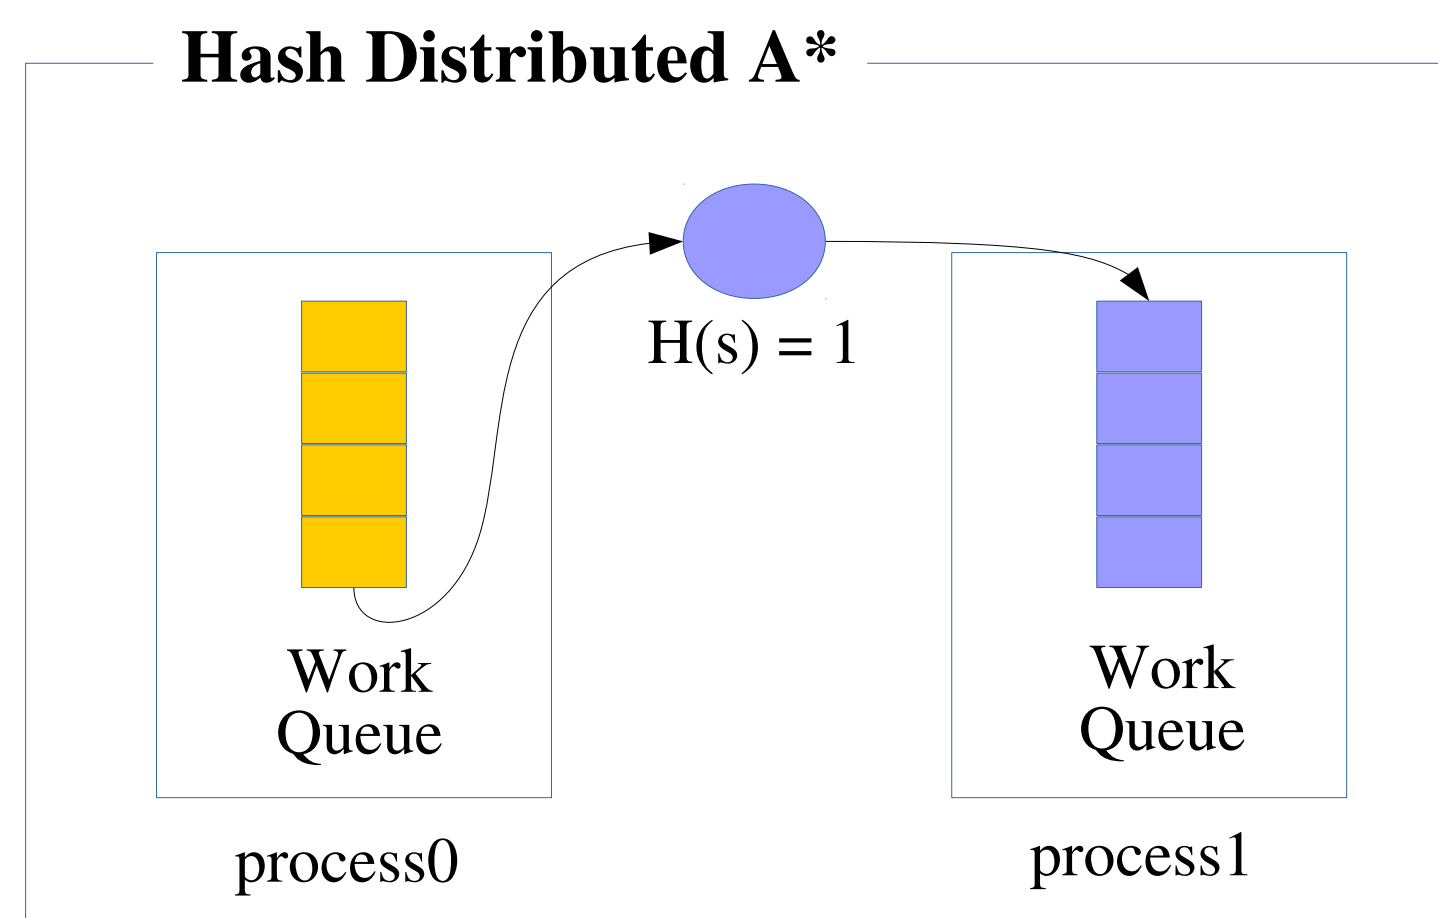 Hash Distributed A*
H(s) = 1
Work
Queue
process0
Work
Queue
process1